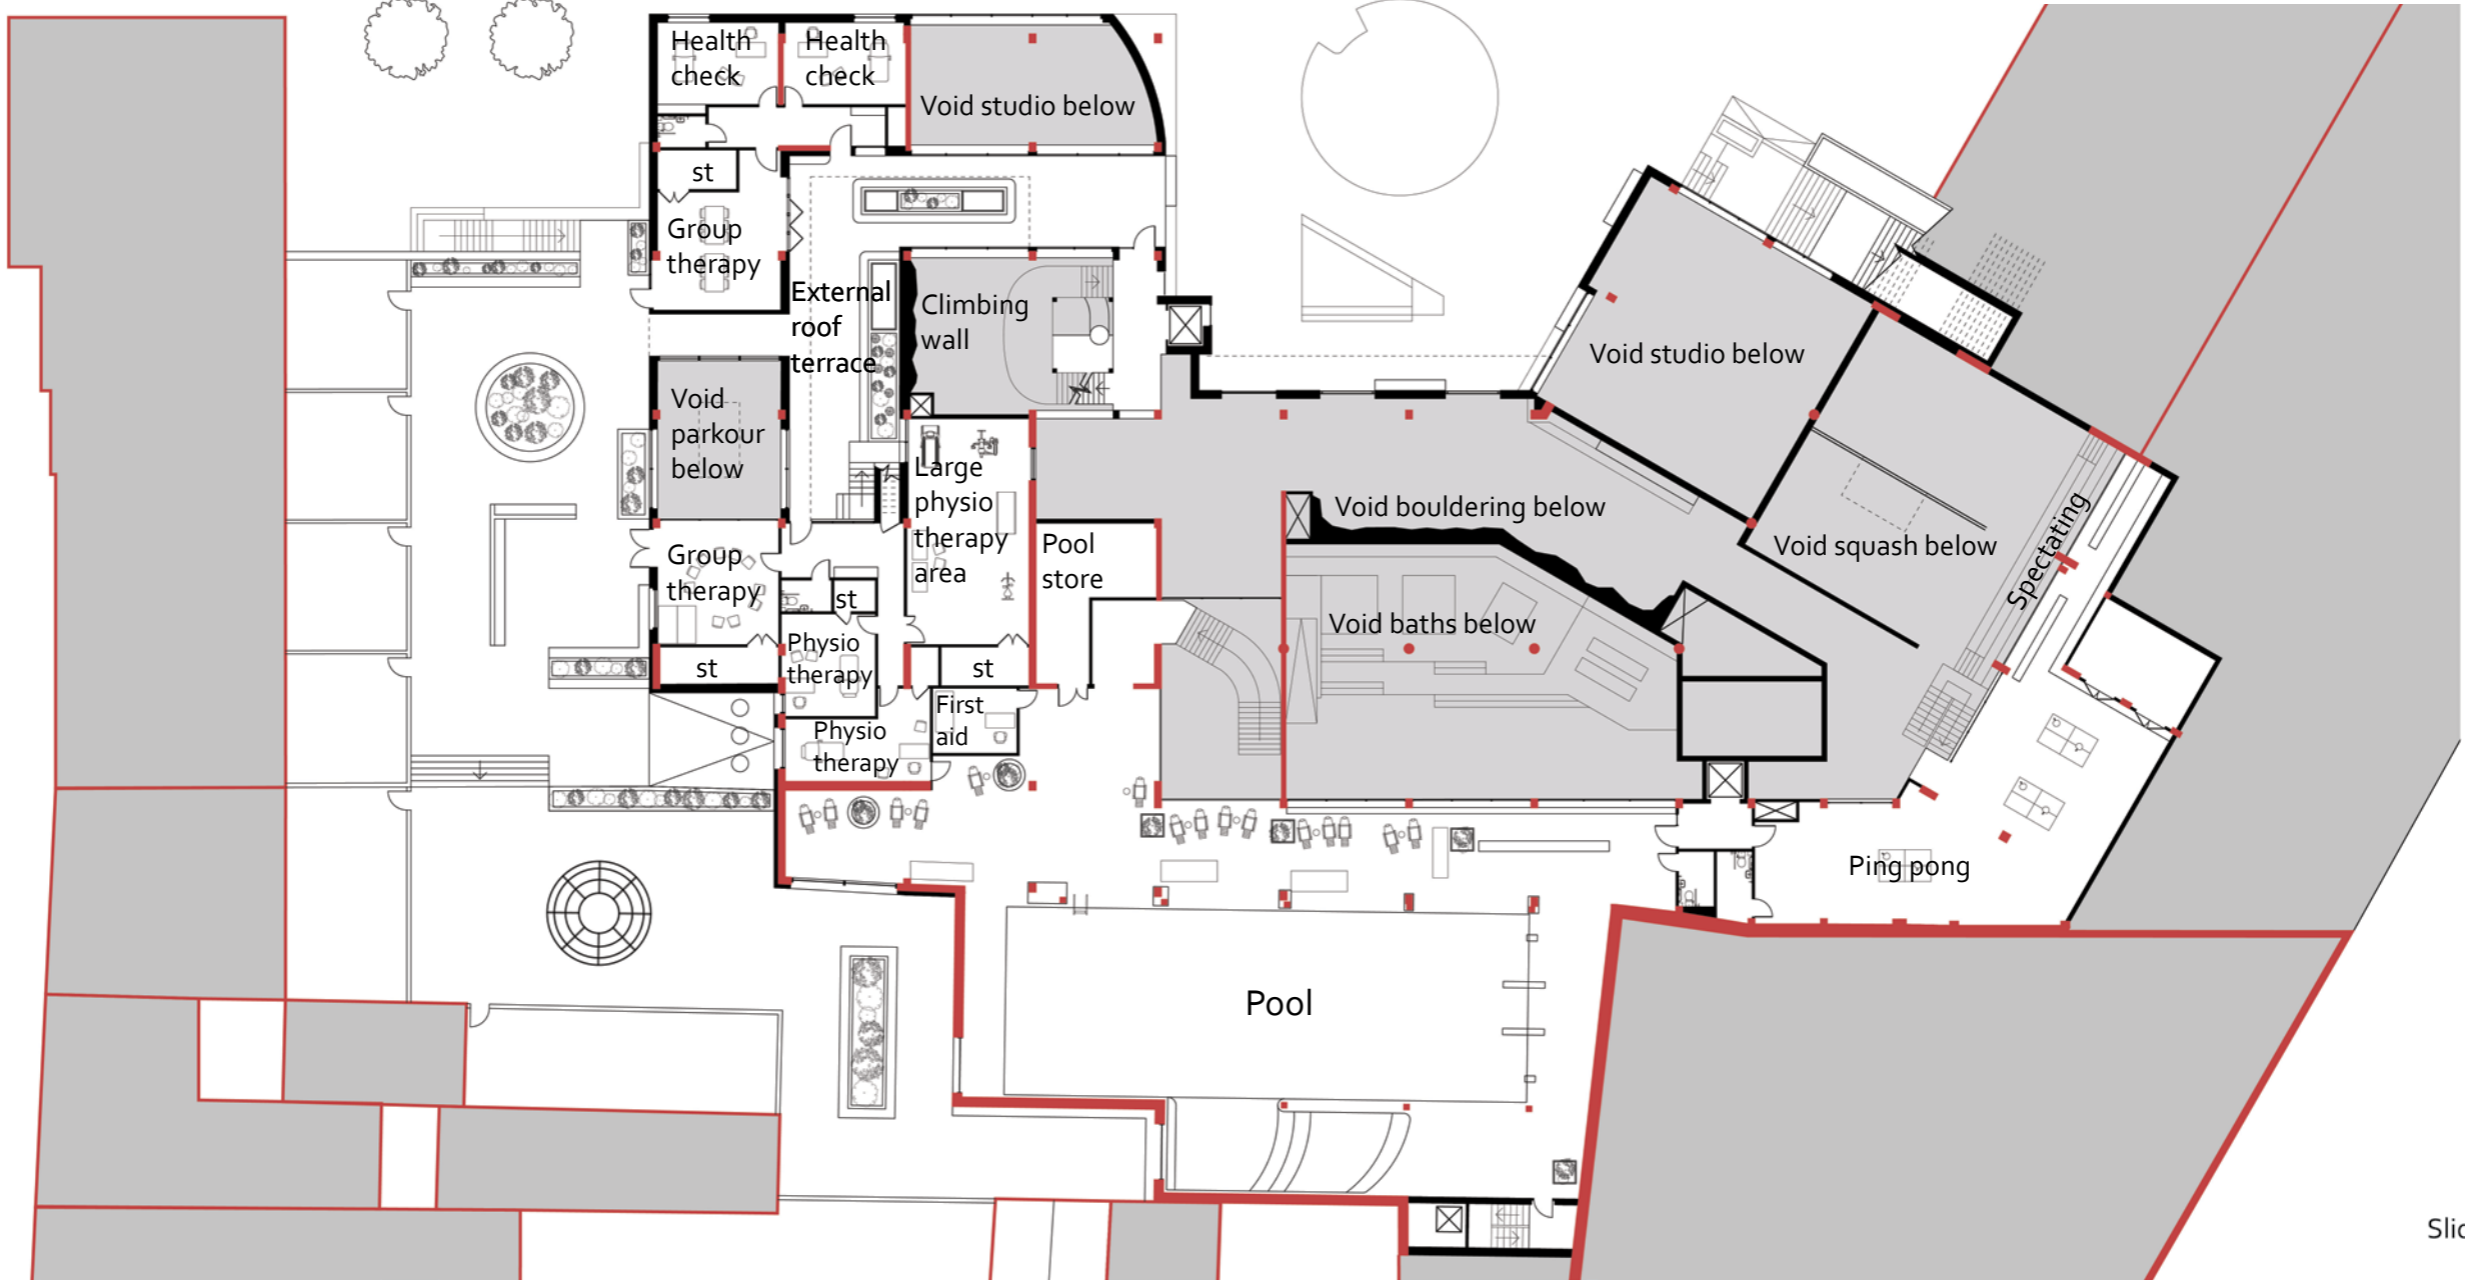 Health
check
Health
check
Void studio below
st
Group
therapy
External
roof
terrace
Climbing
wall
Void studio below
Void
parkour
below
Large
physio
therapy
area
Void bouldering below
Pool
store
Void squash below
Spectating
Group
therapy
st
Void baths below
Physio
therapy
st
st
First
aid
Physio
therapy
Ping pong
Pool
Slic